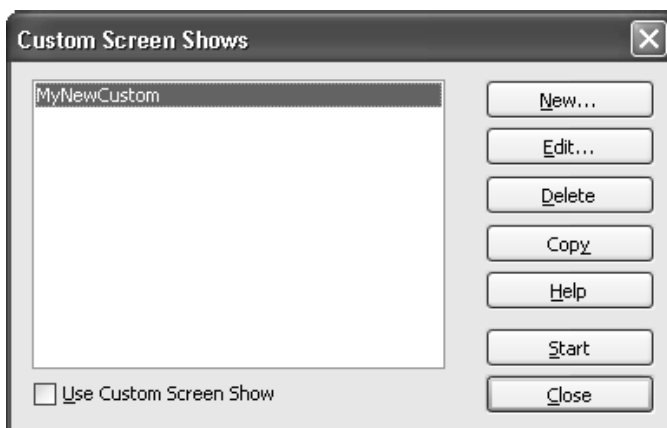 Custom Screen Shows
MyNewCustom
New...
Edit...
Delete
Copy
Help
Start
Use Custom Screen Show
Close